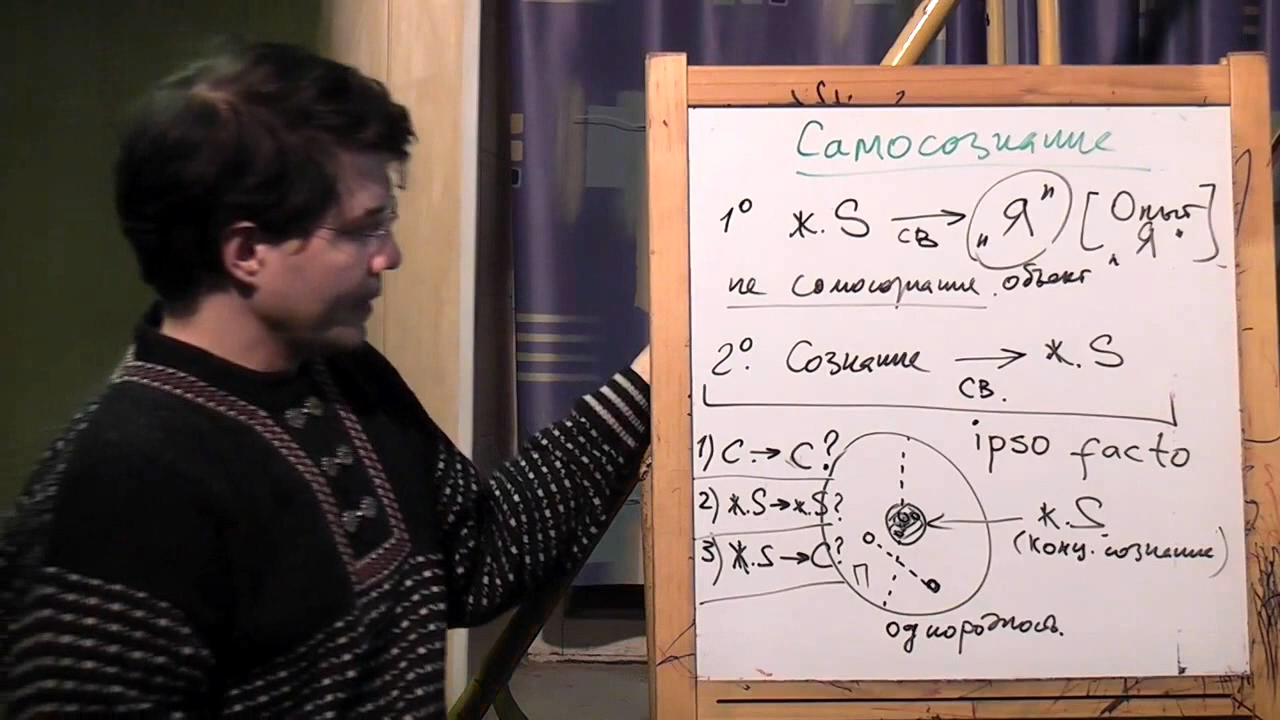 Самосознание
1° ж.S → св „Я" [Опыт „Я"]
не самосознание. объект
2°. Сознание → св. ж.S
ipso facto
1) С → С?
2) ж.S → ж.S?
3) ж.S → С?
ж.S
(конц. сознание)
П
однородность.